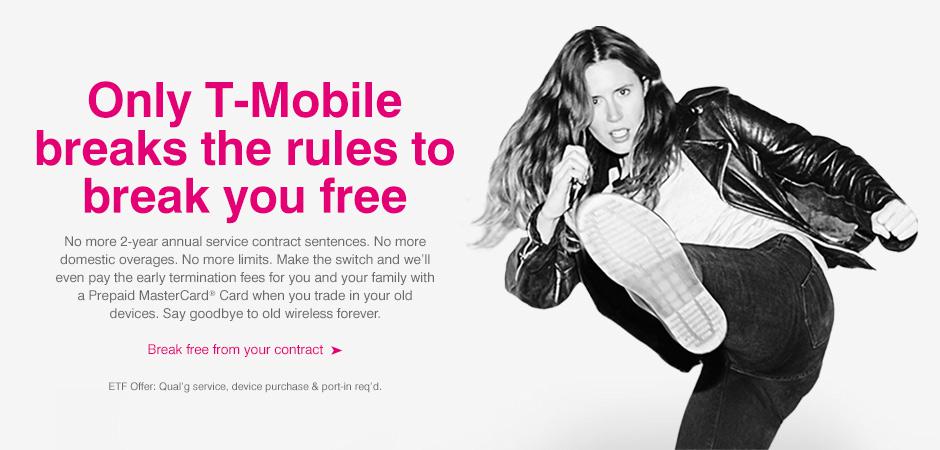 Only T-Mobile
breaks the rules to
break you free
No more 2-year annual service contract sentences. No more
domestic overages. No more limits. Make the switch and we'll
even pay the early termination fees for you and your family with
a Prepaid MasterCard® Card when you trade in your old
devices. Say goodbye to old wireless forever.
Break free from your contract ➤
ETF Offer: Qual'g service, device purchase & port-in req'd.